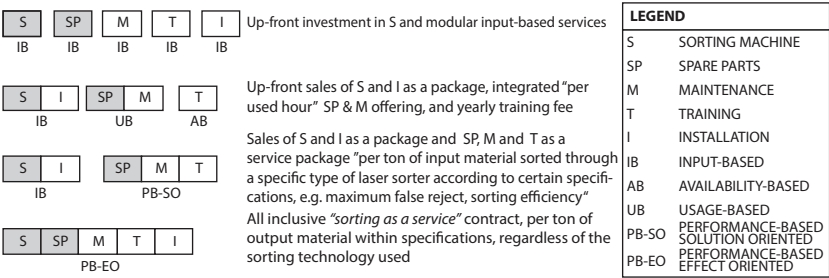 S SP M T I Up-front investment in S and modular input-based services
IB IB IB IB IB
S I SP M T Up-front sales of S and I as a package, integrated “per
used hour” SP & M offering, and yearly training fee
IB UB AB
Sales of S and I as a package and SP, M and T as a
service package ”per ton of input material sorted through
a specific type of laser sorter according to certain specifi-
cations, e.g. maximum false reject, sorting efficiency“
S I SP M T
IB PB-SO
All inclusive “sorting as a service” contract, per ton of
output material within specifications, regardless of the
sorting technology used
S SP M T I
PB-EO
LEGEND
S SORTING MACHINE
SP SPARE PARTS
M MAINTENANCE
T TRAINING
I INSTALLATION
IB INPUT-BASED
AB AVAILABILITY-BASED
UB USAGE-BASED
PB-SO PERFORMANCE-BASED
SOLUTION ORIENTED
PB-EO PERFORMANCE-BASED
EFFECT ORIENTED